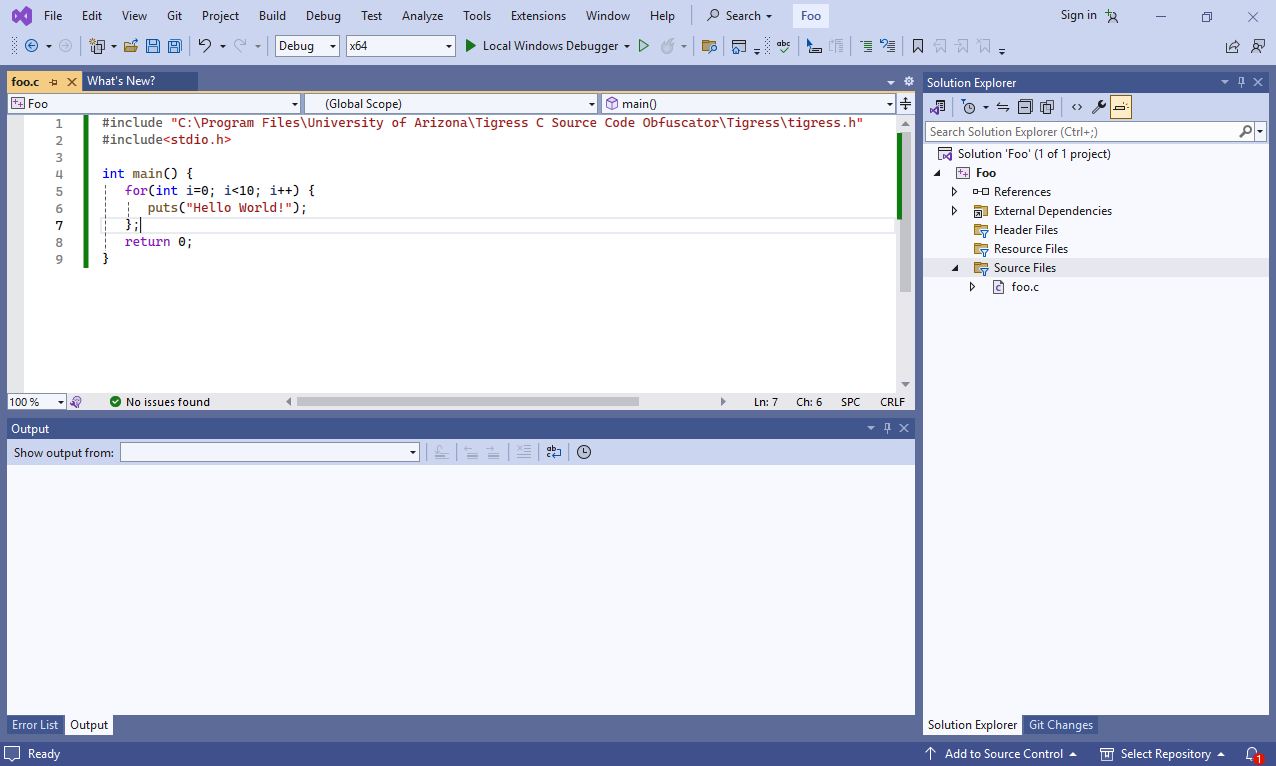 File Edit View Git Project Build Debug Test Analyze Tools Extensions Window Help Search Foo Sign in
Debug x64 Local Windows Debugger abc
foo.c What's New?
Foo (Global Scope) main()
1 #include "C:\Program Files\University of Arizona\Tigress C Source Code Obfuscator\Tigress\tigress.h"
2 #include<stdio.h>
3
4 int main() {
5 for(int i=0; i<10; i++) {
6 puts("Hello World!");
7 };
8 return 0;
9 }
100 % No issues found Ln: 7 Ch: 6 SPC CRLF
Output
Show output from:
Error List Output
Solution Explorer
Search Solution Explorer (Ctrl+;)
Solution 'Foo' (1 of 1 project)
Foo
References
External Dependencies
Header Files
Resource Files
Source Files
foo.c
Solution Explorer Git Changes
Ready Add to Source Control Select Repository 1